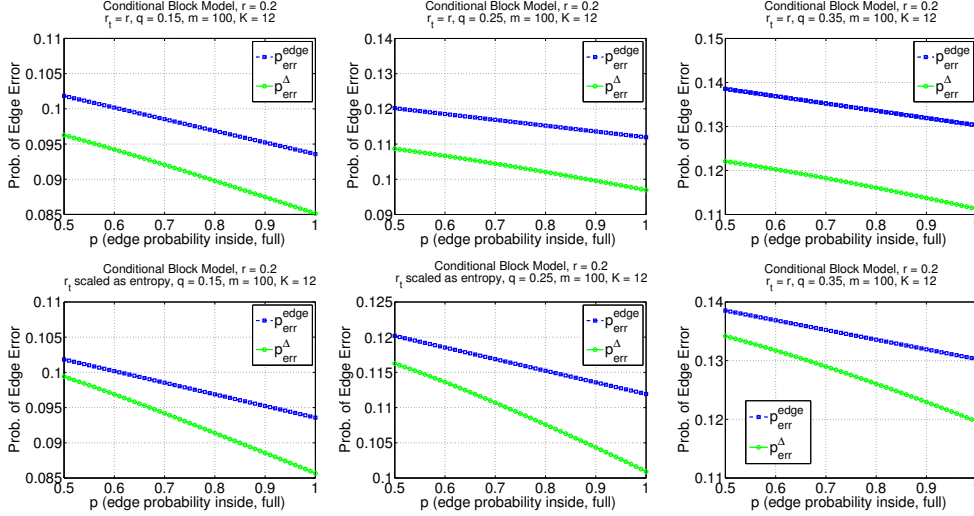 Conditional Block Model, r = 0.2
r_t = r, q = 0.15, m = 100, K = 12
0.11
0.105
0.1
0.095
0.09
0.085
Prob. of Edge Error
0.5 0.6 0.7 0.8 0.9 1
p (edge probability inside, full)
p_err^edge
p_err^Δ
Conditional Block Model, r = 0.2
r_t = r, q = 0.25, m = 100, K = 12
0.14
0.13
0.12
0.11
0.1
0.09
Prob. of Edge Error
0.5 0.6 0.7 0.8 0.9 1
p (edge probability inside, full)
p_err^edge
p_err^Δ
Conditional Block Model, r = 0.2
r_t = r, q = 0.35, m = 100, K = 12
0.15
0.14
0.13
0.12
0.11
Prob. of Edge Error
0.5 0.6 0.7 0.8 0.9 1
p (edge probability inside, full)
p_err^edge
p_err^Δ
Conditional Block Model, r = 0.2
r_t scaled as entropy, q = 0.15, m = 100, K = 12
0.11
0.105
0.1
0.095
0.09
0.085
Prob. of Edge Error
0.5 0.6 0.7 0.8 0.9 1
p (edge probability inside, full)
p_err^edge
p_err^Δ
Conditional Block Model, r = 0.2
r_t scaled as entropy, q = 0.25, m = 100, K = 12
0.125
0.12
0.115
0.11
0.105
0.1
Prob. of Edge Error
0.5 0.6 0.7 0.8 0.9 1
p (edge probability inside, full)
p_err^edge
p_err^Δ
Conditional Block Model, r = 0.2
r_t = r, q = 0.35, m = 100, K = 12
0.14
0.13
0.12
0.11
Prob. of Edge Error
0.5 0.6 0.7 0.8 0.9 1
p (edge probability inside, full)
p_err^edge
p_err^Δ